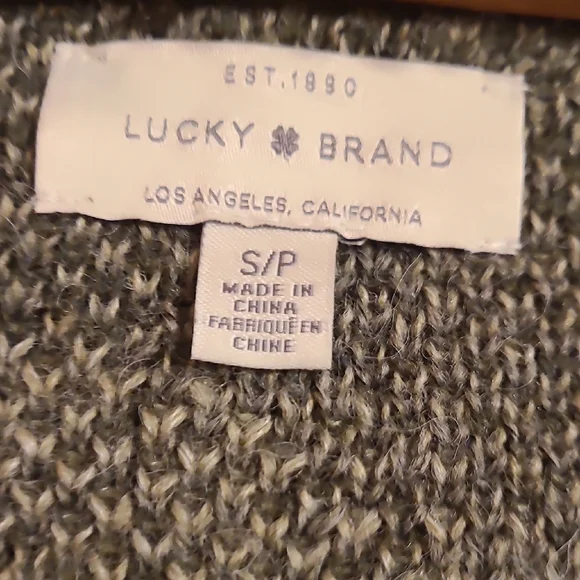 EST.1990
LUCKY BRAND
LOS ANGELES, CALIFORNIA
S/P
MADE IN
CHINA
FABRIQUÉ EN
CHINE